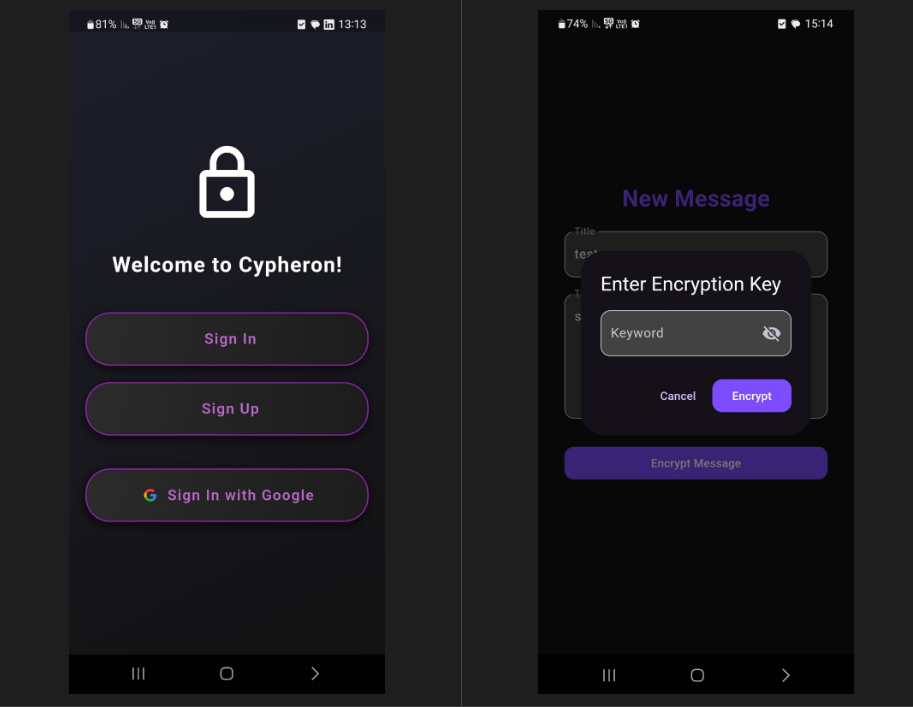 81%
13:13
Welcome to Cypheron!
Sign In
Sign Up
Sign In with Google
74%
15:14
New Message
Title
test
Enter Encryption Key
Keyword
Cancel
Encrypt
Encrypt Message